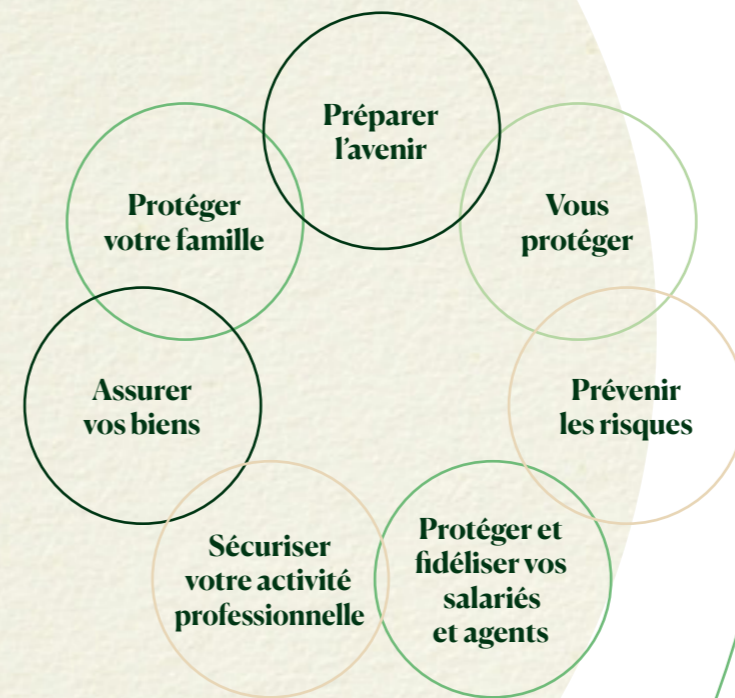 Préparer
l’avenir
Protéger
votre famille
Vous
protéger
Assurer
vos biens
Prévenir
les risques
Sécuriser
votre activité
professionnelle
Protéger et
fidéliser vos
salariés
et agents